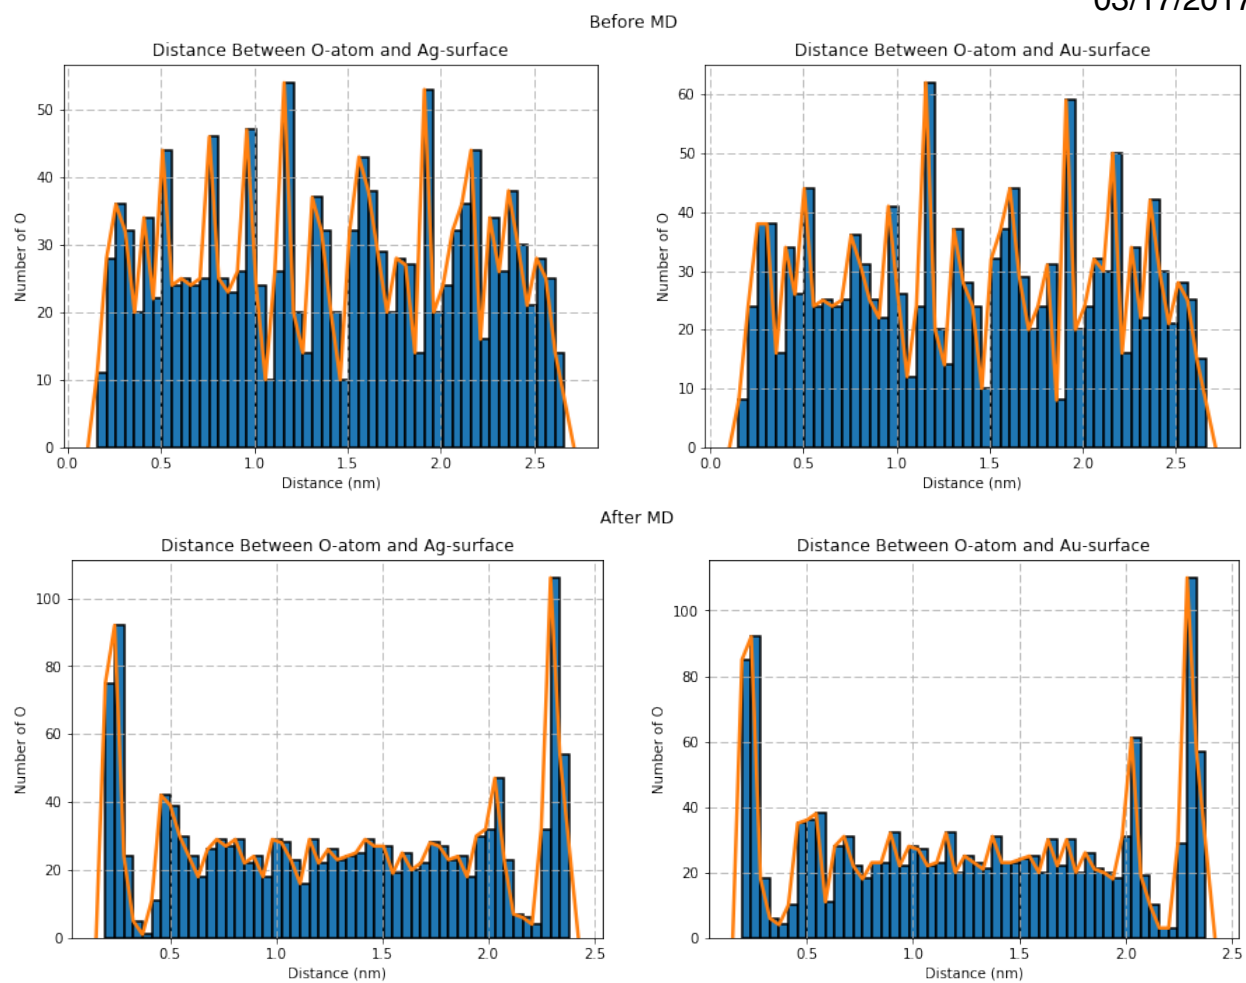 03/17/2017
Before MD
Distance Between O-atom and Ag-surface
Number of O
50
40
30
20
10
0
0.0 0.5 1.0 1.5 2.0 2.5
Distance (nm)
Distance Between O-atom and Au-surface
Number of O
60
50
40
30
20
10
0
0.0 0.5 1.0 1.5 2.0 2.5
Distance (nm)
After MD
Distance Between O-atom and Ag-surface
Number of O
100
80
60
40
20
0
0.5 1.0 1.5 2.0 2.5
Distance (nm)
Distance Between O-atom and Au-surface
Number of O
100
80
60
40
20
0
0.5 1.0 1.5 2.0 2.5
Distance (nm)